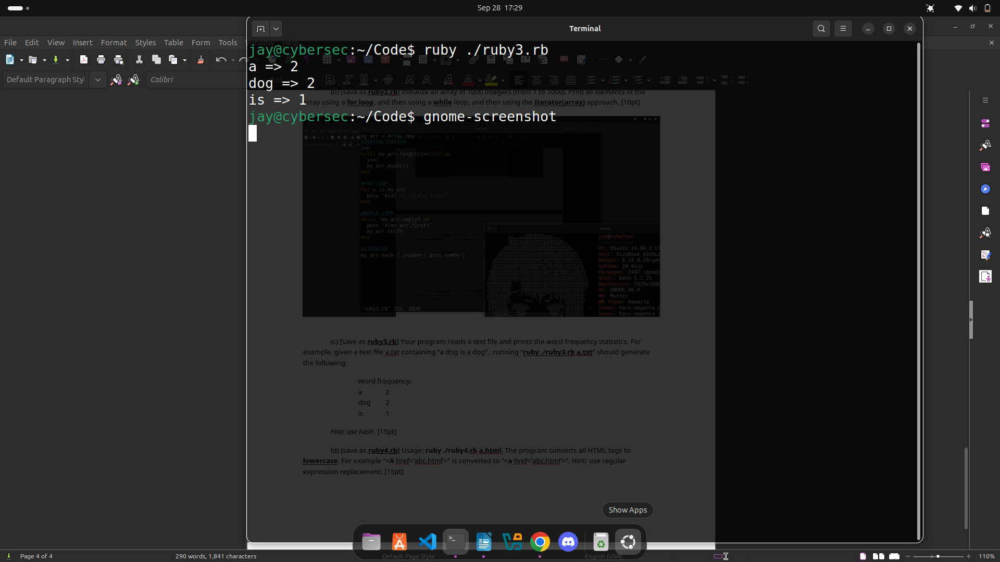 Sep 28 17:29
Terminal
File Edit View Insert Format Styles Table Form Tools Window Help
Default Paragraph Styl
Calibri
jay@cybersec:~/Code$ ruby ./ruby3.rb
a => 2
dog => 2
is => 1
jay@cybersec:~/Code$ gnome-screenshot
(b) [save as ruby2.rb] Initialize an array of 1000 integers (from 1 to 1000). Print all elements of the
array using a for loop, and then using a while loop, and then using the Iterator(array) approach. [10pt]
my_arr = Array.new
#INITIALIZATION
i=0
until my_arr.length()==1000 do
i+=1
my_arr.push(i)
end
#FOR LOOP
for x in my_arr
puts "#{x} is in the array"
end
#WHILE LOOP
while !my_arr.empty? do
puts "#{my_arr.first}"
my_arr.shift
end
#ITERATOR
my_arr.each { |number| puts number}
"ruby2.rb" 21L, 287B
Terminal
jay@cybersec
------------
OS: Ubuntu 24.04.3 LT
Host: VivoBook_ASUSLa
Kernel: 6.14.0-29-gen
Uptime: 20 mins
Packages: 2447 (dpkg)
Shell: bash 5.2.21
Resolution: 1920x1080
DE: GNOME 46.0
WM: Mutter
WM Theme: Adwaita
Theme: Yaru-magenta-d
Icons: Yaru-magenta [
(c) [save as ruby3.rb] Your program reads a text file and prints the word frequency statistics. For
example, given a text file a.txt containing “a dog is a dog”, running “ruby ./ruby3.rb a.txt” should generate
the following:
Word frequency:
a 2
dog 2
is 1
Hint: use hash. [15pt]
(d) [save as ruby4.rb] Usage: ruby ./ruby4.rb a.html. The program converts all HTML tags to
lowercase. For example “<A href='abc.html'>” is converted to “<a href='abc.html'>”. Hint: use regular
expression replacement. [15pt]
Show Apps
Page 4 of 4
290 words, 1,841 characters
Default Page Style
English (USA)
110%